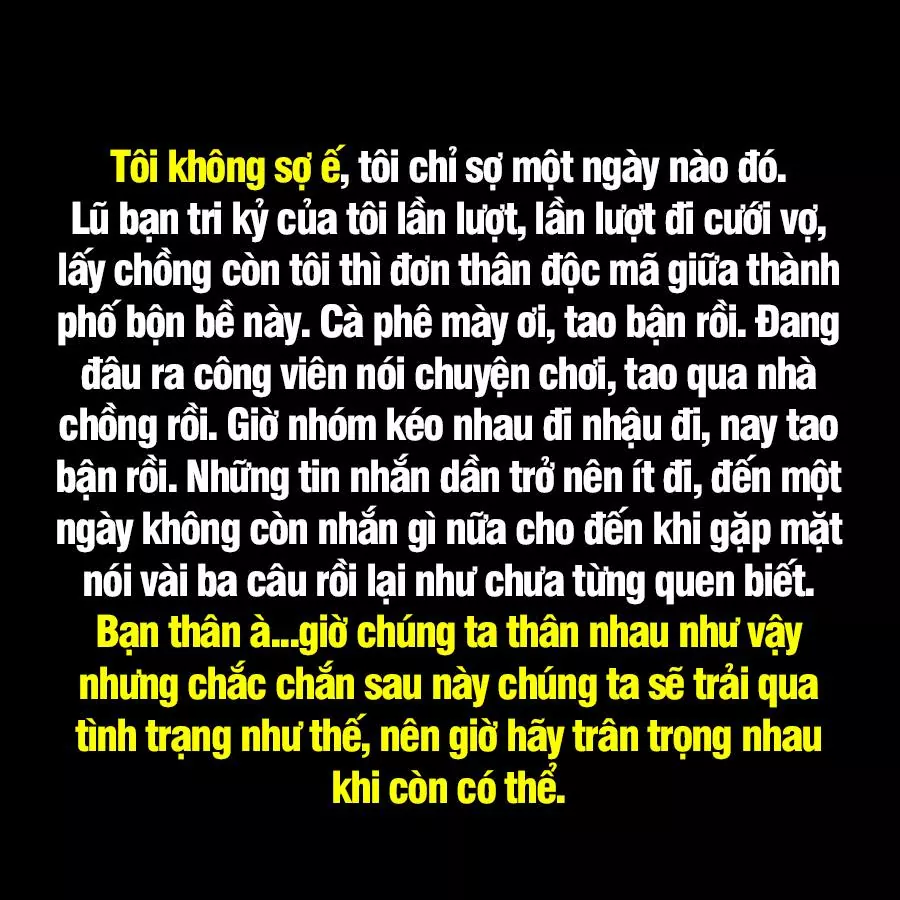 Tôi không sợ ế, tôi chỉ sợ một ngày nào đó.
Lũ bạn tri kỷ của tôi lần lượt, lần lượt đi cưới vợ,
lấy chồng còn tôi thì đơn thân độc mã giữa thành
phố bộn bề này. Cà phê mày ơi, tao bận rồi. Đang
đâu ra công viên nói chuyện chơi, tao qua nhà
chồng rồi. Giờ nhóm kéo nhau đi nhậu đi, nay tao
bận rồi. Những tin nhắn dần trở nên ít đi, đến một
ngày không còn nhắn gì nữa cho đến khi gặp mặt
nói vài ba câu rồi lại như chưa từng quen biết.
Bạn thân à...giờ chúng ta thân nhau như vậy
nhưng chắc chắn sau này chúng ta sẽ trải qua
tình trạng như thế, nên giờ hãy trân trọng nhau
khi còn có thể.